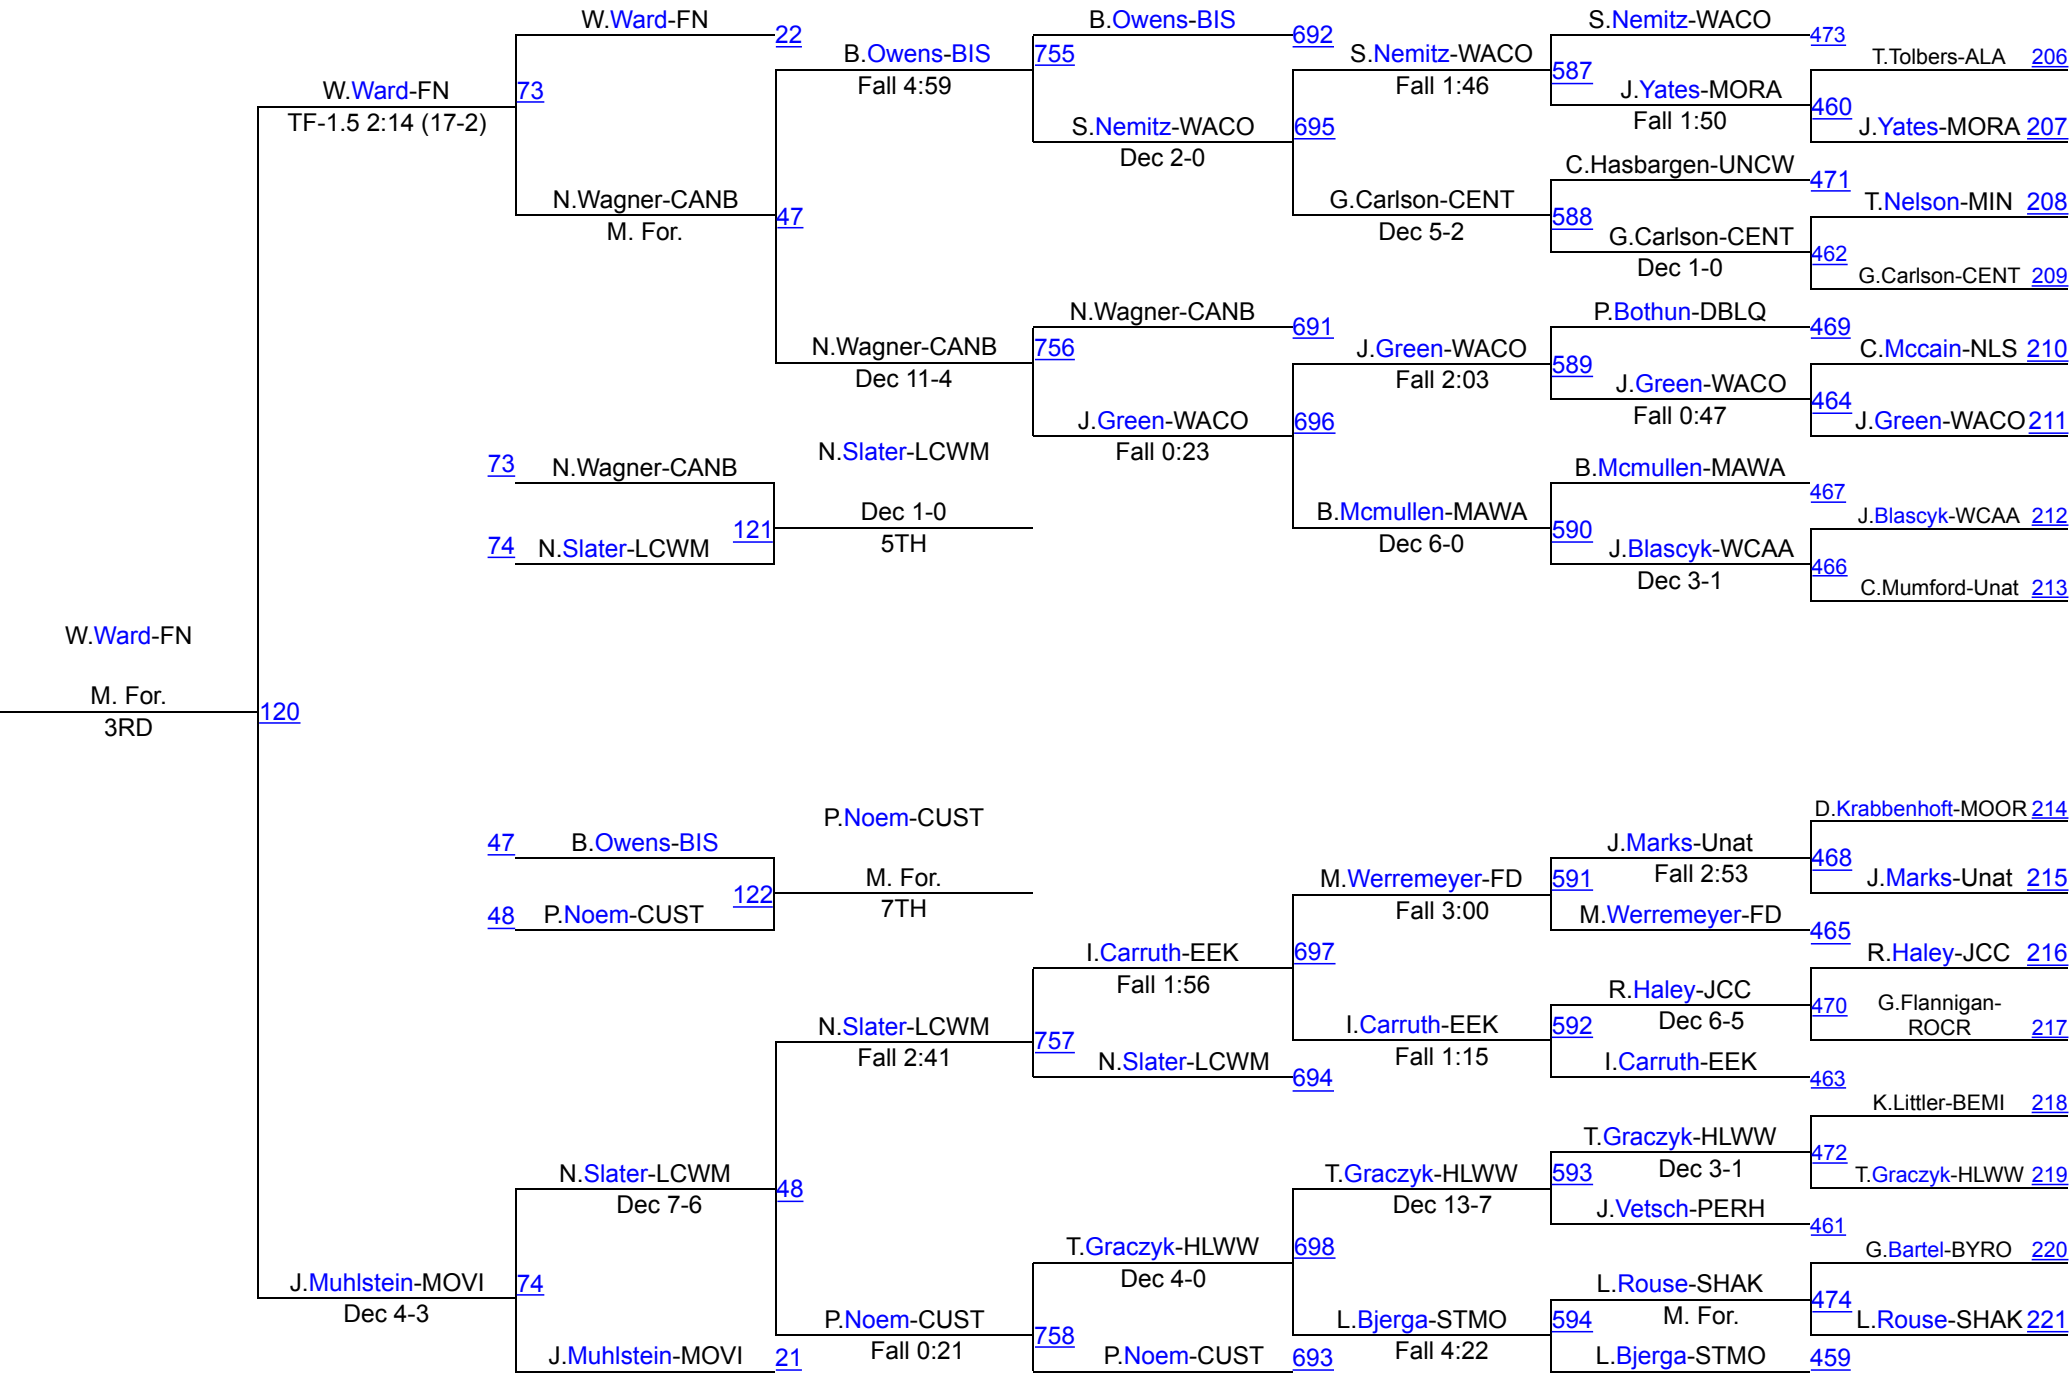 W.Ward-FN
22
B.Owens-BIS
692
S.Nemitz-WACO
473
T.Tolbers-ALA 206
B.Owens-BIS
Fall 4:59
755
S.Nemitz-WACO
Fall 1:46
587
W.Ward-FN
TF-1.5 2:14 (17-2)
73
J.Yates-MORA
Fall 1:50
460
J.Yates-MORA 207
S.Nemitz-WACO
Dec 2-0
695
C.Hasbargen-UNCW
471
T.Nelson-MIN 208
N.Wagner-CANB
M. For.
47
G.Carlson-CENT
Dec 5-2
588
G.Carlson-CENT
Dec 1-0
462
G.Carlson-CENT 209
N.Wagner-CANB
691
P.Bothun-DBLQ
469
N.Wagner-CANB
Dec 11-4
756
J.Green-WACO
Fall 2:03
589
C.Mccain-NLS 210
J.Green-WACO
Fall 0:47
464
J.Green-WACO 211
J.Green-WACO
Fall 0:23
696
73 N.Wagner-CANB
N.Slater-LCWM
Dec 1-0
5TH
121
74 N.Slater-LCWM
B.Mcmullen-MAWA
467
J.Blascyk-WCAA 212
B.Mcmullen-MAWA
Dec 6-0
590
J.Blascyk-WCAA
Dec 3-1
466
C.Mumford-Unat 213
W.Ward-FN
M. For.
3RD
120
P.Noem-CUST
47 B.Owens-BIS
M. For.
7TH
122
48 P.Noem-CUST
D.Krabbenhoft-MOOR 214
J.Marks-Unat
Fall 2:53
468
J.Marks-Unat 215
M.Werremeyer-FD
Fall 3:00
591
M.Werremeyer-FD
465
R.Haley-JCC 216
I.Carruth-EEK
Fall 1:56
697
R.Haley-JCC
Dec 6-5
470
G.Flannigan-
ROCR 217
N.Slater-LCWM
Fall 2:41
757
I.Carruth-EEK
Fall 1:15
592
N.Slater-LCWM
694
I.Carruth-EEK
463
K.Littler-BEMI 218
T.Graczyk-HLWW
Dec 3-1
472
T.Graczyk-HLWW 219
N.Slater-LCWM
Dec 7-6
48
T.Graczyk-HLWW
Dec 13-7
593
J.Vetsch-PERH
461
T.Graczyk-HLWW
Dec 4-0
698
G.Bartel-BYRO 220
J.Muhlstein-MOVI
Dec 4-3
74
L.Rouse-SHAK
M. For.
474
L.Rouse-SHAK 221
P.Noem-CUST
Fall 0:21
758
L.Bjerga-STMO
Fall 4:22
594
J.Muhlstein-MOVI
21
P.Noem-CUST
693
L.Bjerga-STMO
459